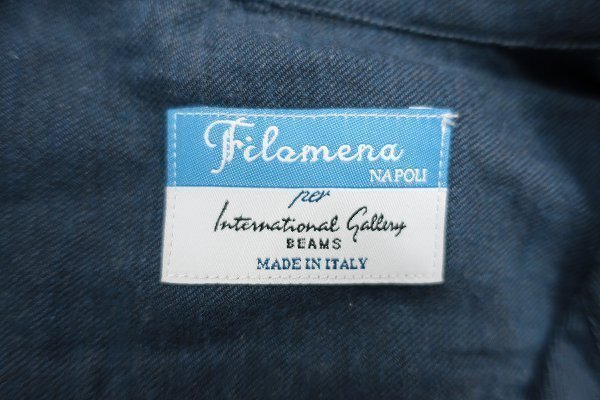 Filomena
NAPOLI
per
International Gallery
BEAMS
MADE IN ITALY